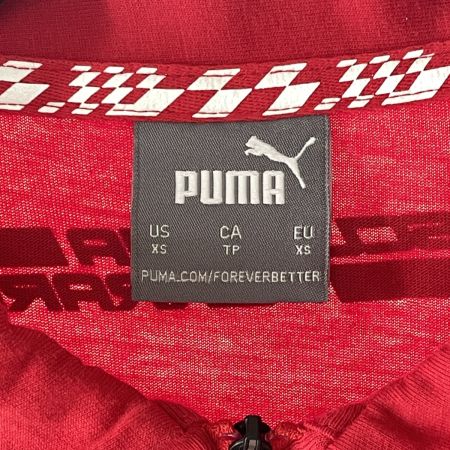 PUMA
US CA EU
XS TP XS
PUMA.COM/FOREVERBETTER